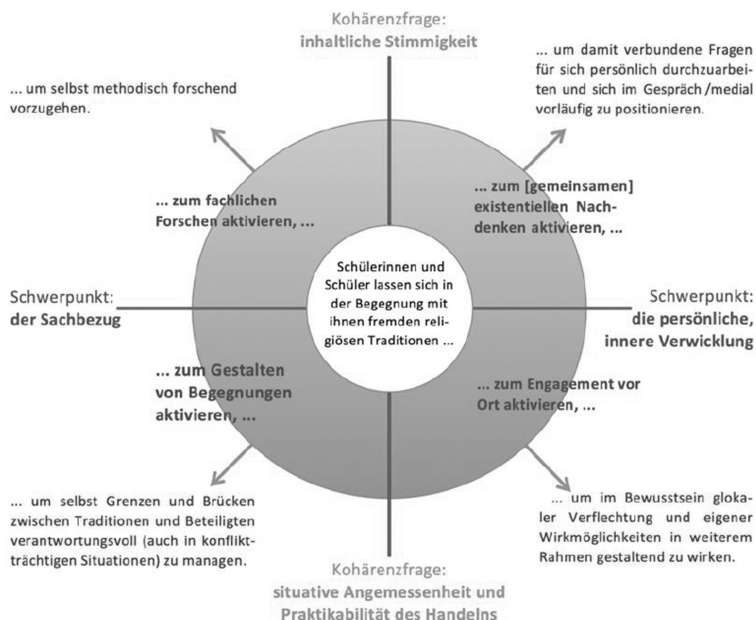 Kohärenzfrage:
inhaltliche Stimmigkeit
... um selbst methodisch forschend
vorzugehen.
... um damit verbundene Fragen
für sich persönlich durchzuarbei-
ten und sich im Gespräch/medial
vorläufig zu positionieren.
... zum fachlichen
Forschen aktivieren, ...
... zum [gemeinsamen]
existentiellen Nach-
denken aktivieren, ...
Schülerinnen und
Schüler lassen sich in
der Begegnung mit
ihnen fremden reli-
giösen Traditionen ...
Schwerpunkt:
der Sachbezug
Schwerpunkt:
die persönliche,
innere Verwicklung
... zum Gestalten
von Begegnungen
aktivieren, ...
... zum Engagement vor
Ort aktivieren, ...
... um selbst Grenzen und Brücken
zwischen Traditionen und Beteiligten
verantwortungsvoll (auch in konflikt-
trächtigen Situationen) zu managen.
... um im Bewusstsein gloka-
ler Verflechtung und eigener
Wirkmöglichkeiten in weiterem
Rahmen gestaltend zu wirken.
Kohärenzfrage:
situative Angemessenheit und
Praktikabilität des Handelns